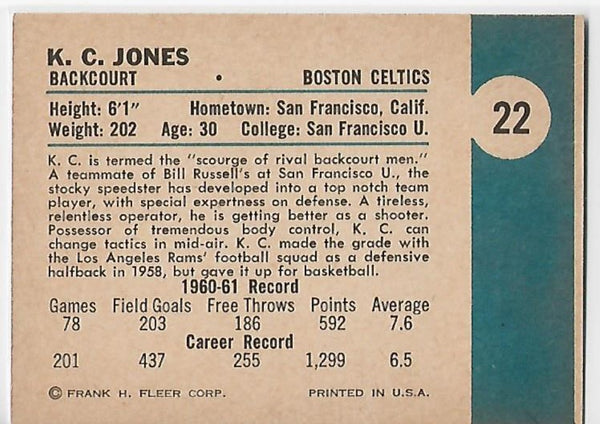 K. C. JONES
BACKCOURT • BOSTON CELTICS
Height: 6'1" Hometown: San Francisco, Calif.
Weight: 202 Age: 30 College: San Francisco U.
22
K. C. is termed the "scourge of rival backcourt men."
A teammate of Bill Russell's at San Francisco U., the
stocky speedster has developed into a top notch team
player, with special expertness on defense. A tireless,
relentless operator, he is getting better as a shooter.
Possessor of tremendous body control, K. C. can
change tactics in mid-air. K. C. made the grade with
the Los Angeles Rams' football squad as a defensive
halfback in 1958, but gave it up for basketball.
1960-61 Record
Games Field Goals Free Throws Points Average
78 203 186 592 7.6
Career Record
201 437 255 1,299 6.5
© FRANK H. FLEER CORP. PRINTED IN U.S.A.